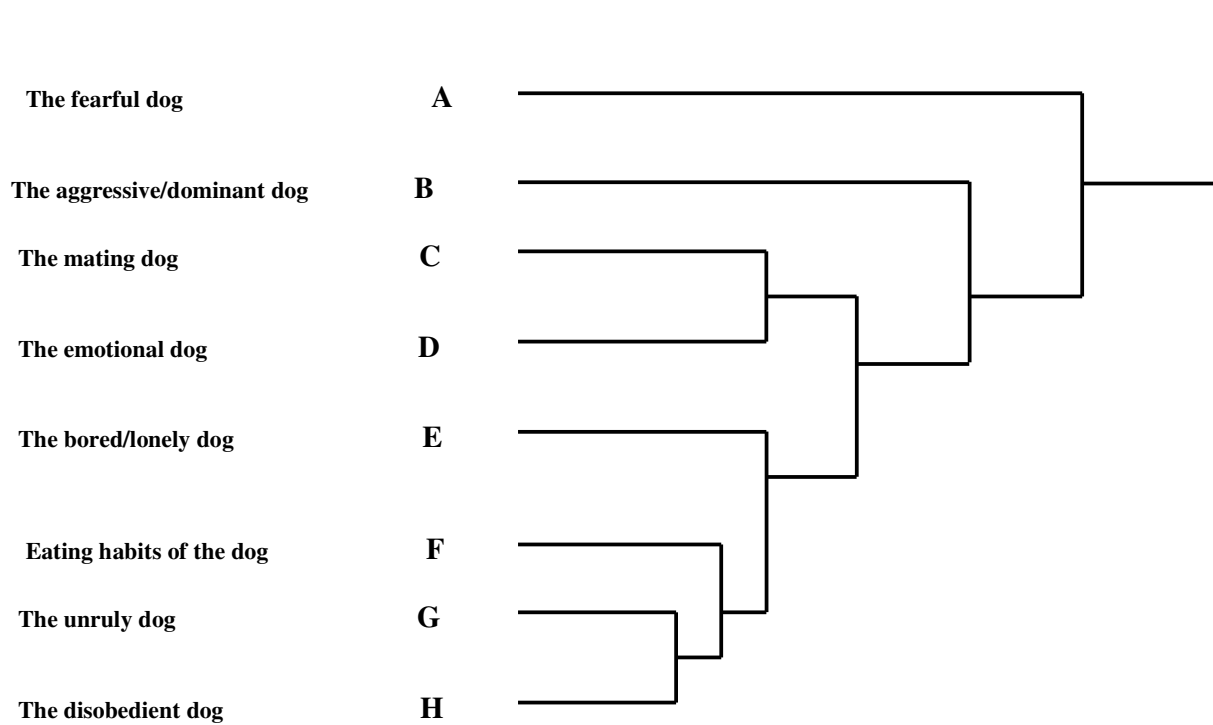 The fearful dog A
The aggressive/dominant dog B
The mating dog C
The emotional dog D
The bored/lonely dog E
Eating habits of the dog F
The unruly dog G
The disobedient dog H